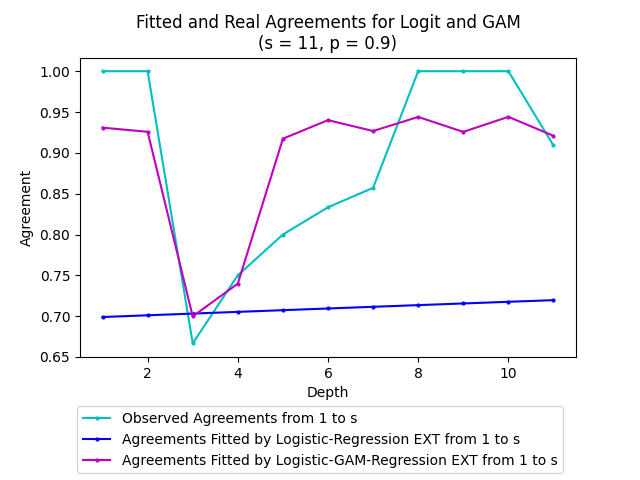 Fitted and Real Agreements for Logit and GAM
(s = 11, p = 0.9)
1.00
0.95
0.90
0.85
0.80
0.75
0.70
0.65
Agreement
2 4 6 8 10
Depth
Observed Agreements from 1 to s
Agreements Fitted by Logistic-Regression EXT from 1 to s
Agreements Fitted by Logistic-GAM-Regression EXT from 1 to s